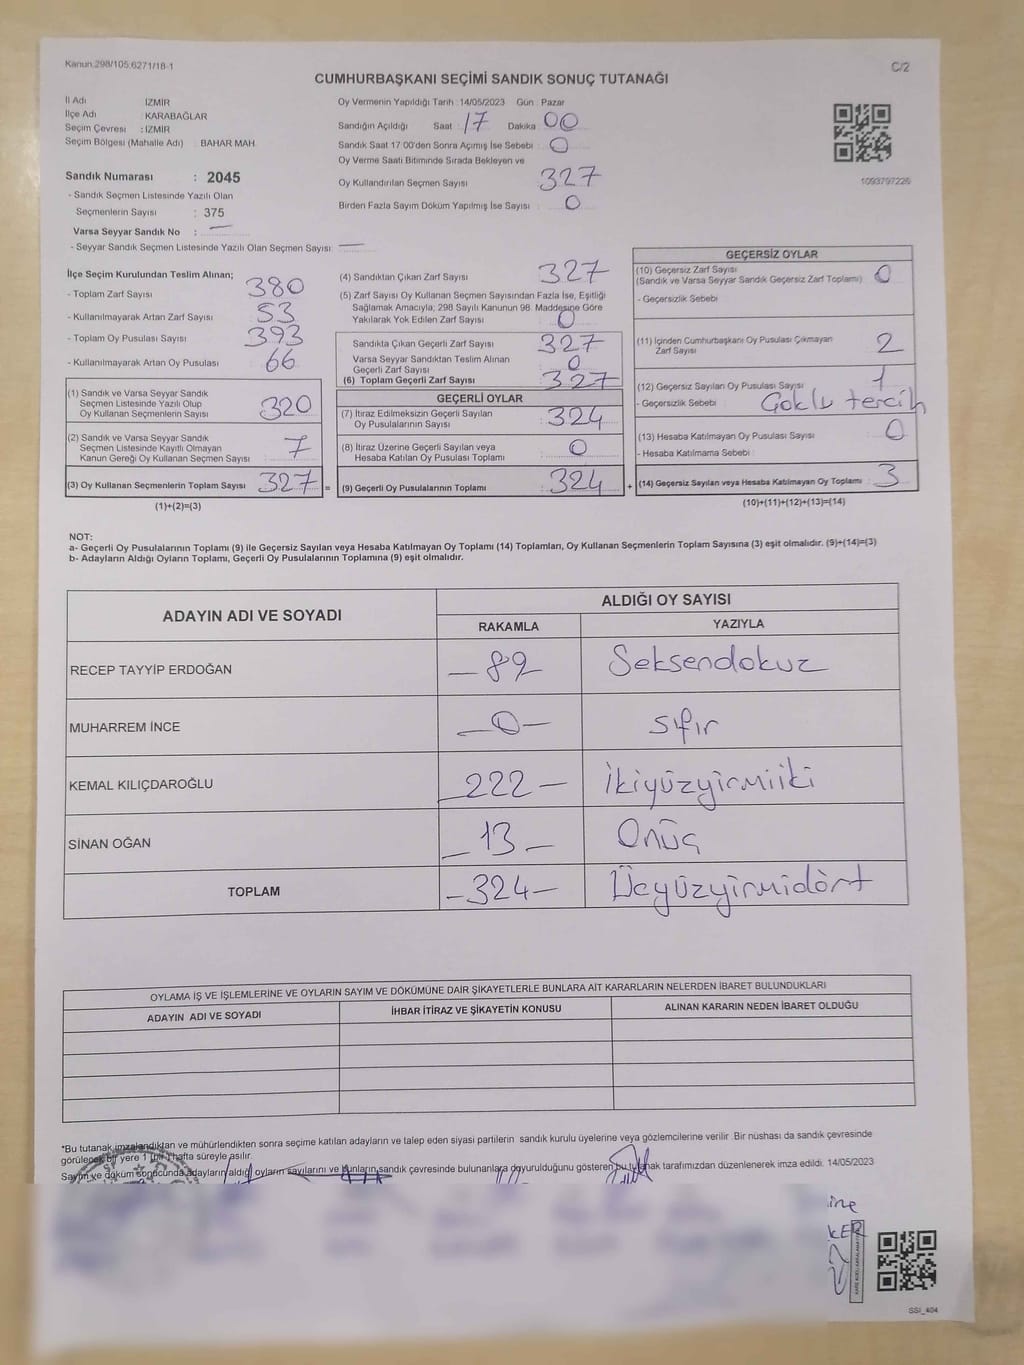 Kanun.298/105;6271/18-1
C/2
CUMHURBAŞKANI SEÇİMİ SANDIK SONUÇ TUTANAĞI
İl Adı İZMİR
İlçe Adı : KARABAĞLAR
Seçim Çevresi : İZMİR
Seçim Bölgesi (Mahalle Adı) : BAHAR MAH.
Sandık Numarası : 2045
- Sandık Seçmen Listesinde Yazılı Olan
Seçmenlerin Sayısı : 375
Varsa Seyyar Sandık No : —
- Seyyar Sandık Seçmen Listesinde Yazılı Olan Seçmen Sayısı: —
Oy Vermenin Yapıldığı Tarih :14/05/2023 Gün : Pazar
Sandığın Açıldığı Saat : 17 Dakika : 00
Sandık Saat 17:00'den Sonra Açımış İse Sebebi : 0
Oy Verme Saati Bitiminde Sırada Bekleyen ve
Oy Kullandırılan Seçmen Sayısı : 327
Birden Fazla Sayım Döküm Yapılmış İse Sayısı : 0
1093797226
İlçe Seçim Kurulundan Teslim Alınan;
- Toplam Zarf Sayısı : 380
- Kullanılmayarak Artan Zarf Sayısı : 53
- Toplam Oy Pusulası Sayısı : 393
- Kullanılmayarak Artan Oy Pusulası : 66
(1) Sandık ve Varsa Seyyar Sandık
Seçmen Listesinde Yazılı Olup
Oy Kullanan Seçmenlerin Sayısı : 320
(2) Sandık ve Varsa Seyyar Sandık
Seçmen Listesinde Kayıtlı Olmayan
Kanun Gereği Oy Kullanan Seçmen Sayısı : 7
(3) Oy Kullanan Seçmenlerin Toplam Sayısı : 327 =
(1)+(2)=(3)
(4) Sandıktan Çıkan Zarf Sayısı : 327
(5) Zarf Sayısı Oy Kullanan Seçmen Sayısından Fazla İse, Eşitliği
Sağlamak Amacıyla; 298 Sayılı Kanunun 98. Maddesine Göre
Yakılarak Yok Edilen Zarf Sayısı : 0
Sandıkta Çıkan Geçerli Zarf Sayısı : 327
Varsa Seyyar Sandıktan Teslim Alınan
Geçerli Zarf Sayısı : 0
(6) Toplam Geçerli Zarf Sayısı : 327
GEÇERLİ OYLAR
(7) İtiraz Edilmeksizin Geçerli Sayılan
Oy Pusulasının Sayısı : 324
(8) İtiraz Üzerine Geçerli Sayılan veya
Hesaba Katılan Oy Pusulası Toplamı : 0
(9) Geçerli Oy Pusulalarının Toplamı : 324 +
GEÇERSİZ OYLAR
(10) Geçersiz Zarf Sayısı
(Sandık ve Varsa Seyyar Sandık Geçersiz Zarf Toplamı) : 0
- Geçersizlik Sebebi
(11) İçinden Cumhurbaşkanı Oy Pusulası Çıkmayan
Zarf Sayısı : 2
(12) Geçersiz Sayılan Oy Pusulası Sayısı : 1
- Geçersizlik Sebebi : Çoklu tercih
(13) Hesaba Katılmayan Oy Pusulası Sayısı : 0
- Hesaba Katılmama Sebebi :
(14) Geçersiz Sayılan veya Hesaba Katılmayan Oy Toplamı : 3
(10)+(11)+(12)+(13)=(14)
NOT:
a- Geçerli Oy Pusulalarının Toplamı (9) ile Geçersiz Sayılan veya Hesaba Katılmayan Oy Toplamı (14) Toplamları, Oy Kullanan Seçmenlerin Toplam Sayısına (3) eşit olmalıdır. (9)+(14)=(3)
b- Adayların Aldığı Oyların Toplamı, Geçerli Oy Pusulalarının Toplamına (9) eşit olmalıdır.
ADAYIN ADI VE SOYADI
ALDIĞI OY SAYISI
RAKAMLA YAZIYLA
RECEP TAYYİP ERDOĞAN — 89 Seksendokuz
MUHARREM İNCE — 0 — sıfır
KEMAL KILIÇDAROĞLU — 222 — İkiyüzyirmiiki
SİNAN OĞAN — 13 — Onüç
TOPLAM — 324 — Üçyüzyirmidört
OYLAMA İŞ VE İŞLEMLERİNE VE OYLARIN SAYIM VE DÖKÜMÜNE DAİR ŞİKAYETLERLE BUNLARA AİT KARARLARIN NELERDEN İBARET BULUNDUKLARI
ADAYIN ADI VE SOYADI İHBAR İTİRAZ VE ŞİKAYETİN KONUSU ALINAN KARARIN NEDEN İBARET OLDUĞU
*Bu tutanak imzalandıktan ve mühürlendikten sonra seçime katılan adayların ve talep eden siyasi partilerin sandık kurulu üyelerine veya gözlemcilerine verilir .Bir nüshası da sandık çevresinde
görülecek bir yere 1 (bir) hafta süreyle asılır.
Sayım ve döküm sonucunda adayların aldığı oyların sayılarını ve bunların sandık çevresinde bulunanlara duyurulduğunu gösteren bu tutanak tarafımızdan düzenlenerek imza edildi. 14/05/2023
SSI_404